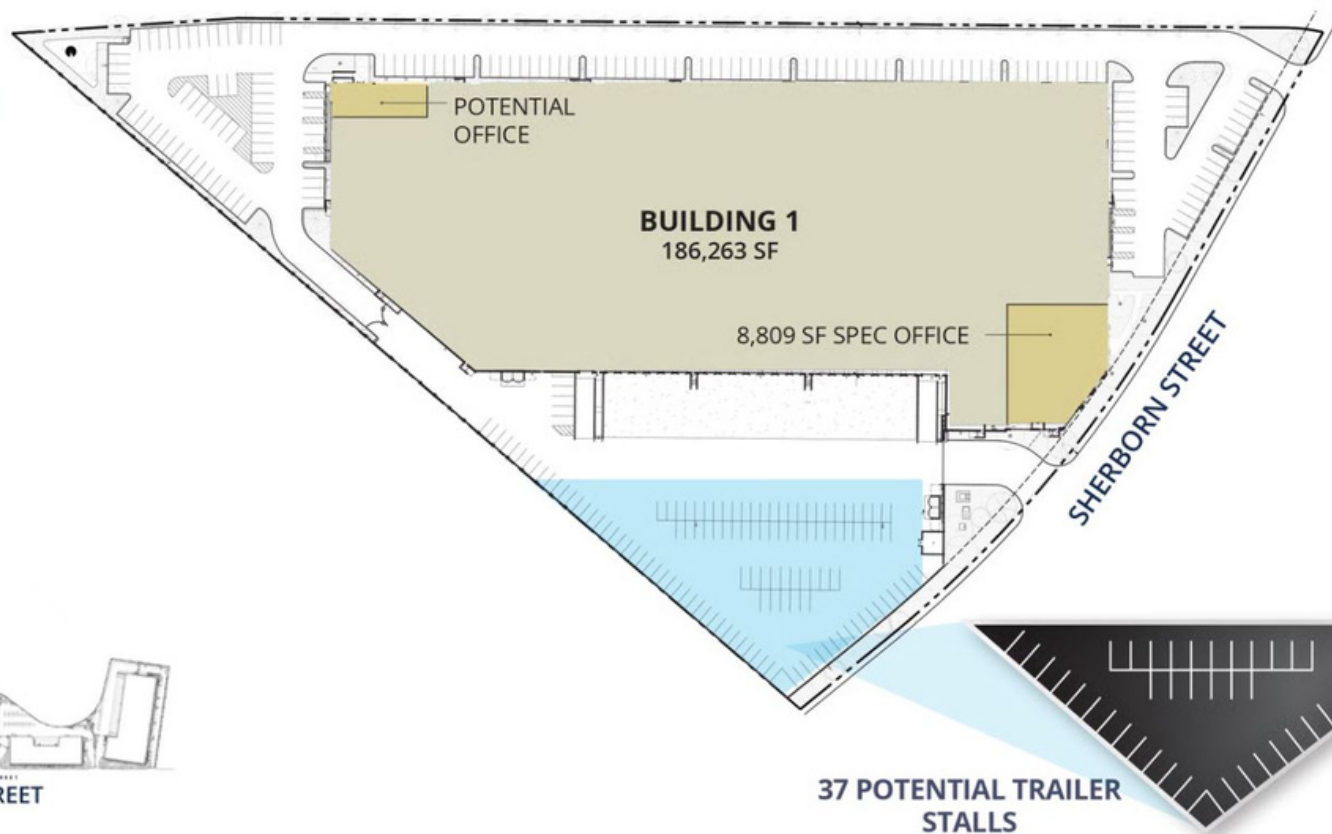 POTENTIAL
OFFICE
BUILDING 1
186,263 SF
8,809 SF SPEC OFFICE
SHERBORN STREET
REET
37 POTENTIAL TRAILER
STALLS